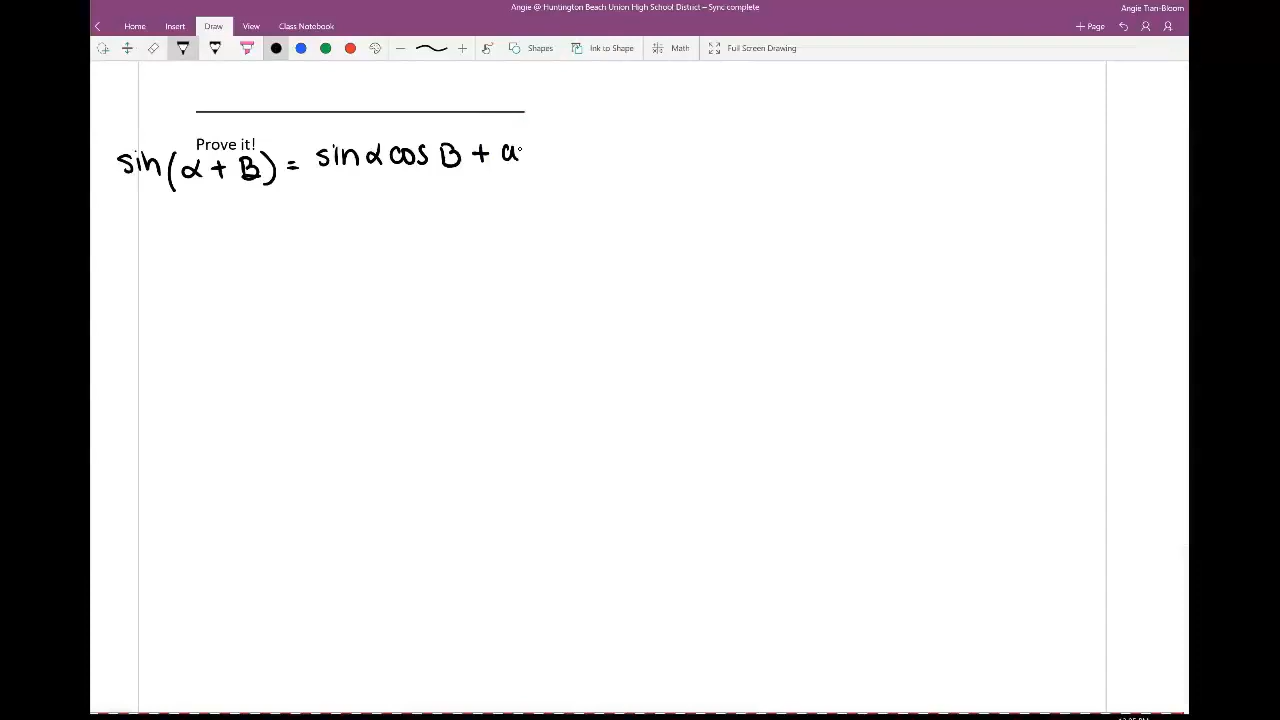 Angie @ Huntington Beach Union High School District – Sync complete
Angie Tran-Bloom
Home Insert Draw View Class Notebook
Page
Shapes Ink to Shape Math Full Screen Drawing
Prove it!
sin(α + B) = sin α cos B + a